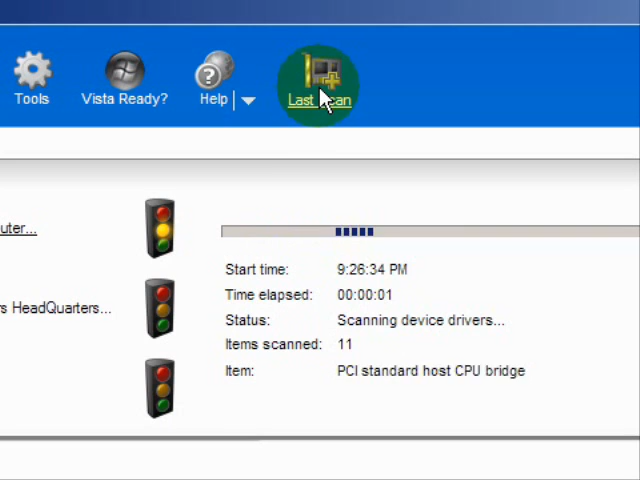 Tools
Vista Ready?
Help
Last
uter...
s HeadQuarters...
Start time: 9:26:34 PM
Time elapsed: 00:00:01
Status: Scanning device drivers...
Items scanned: 11
Item: PCI standard host CPU bridge